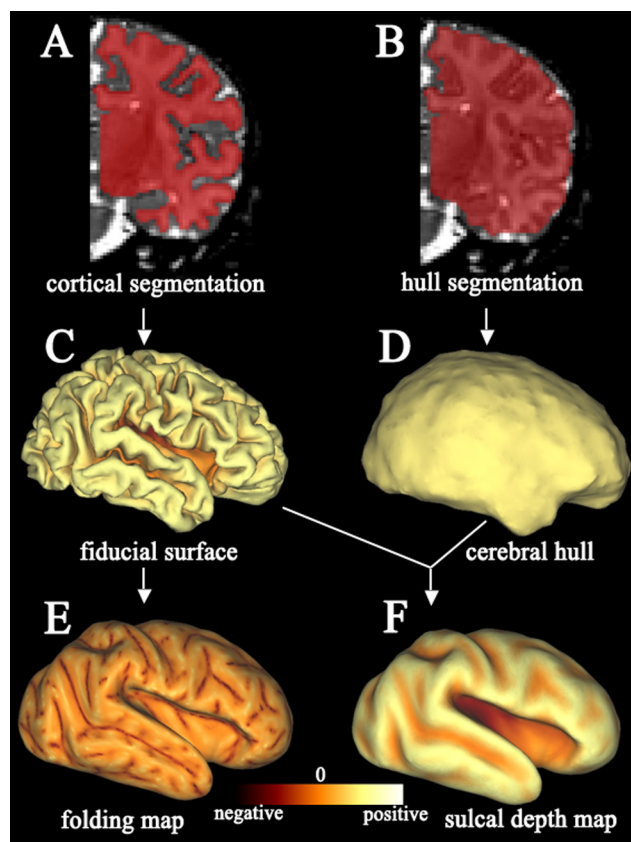 A B
cortical segmentation hull segmentation
C D
fiducial surface cerebral hull
E F
0
negative positive
folding map sulcal depth map